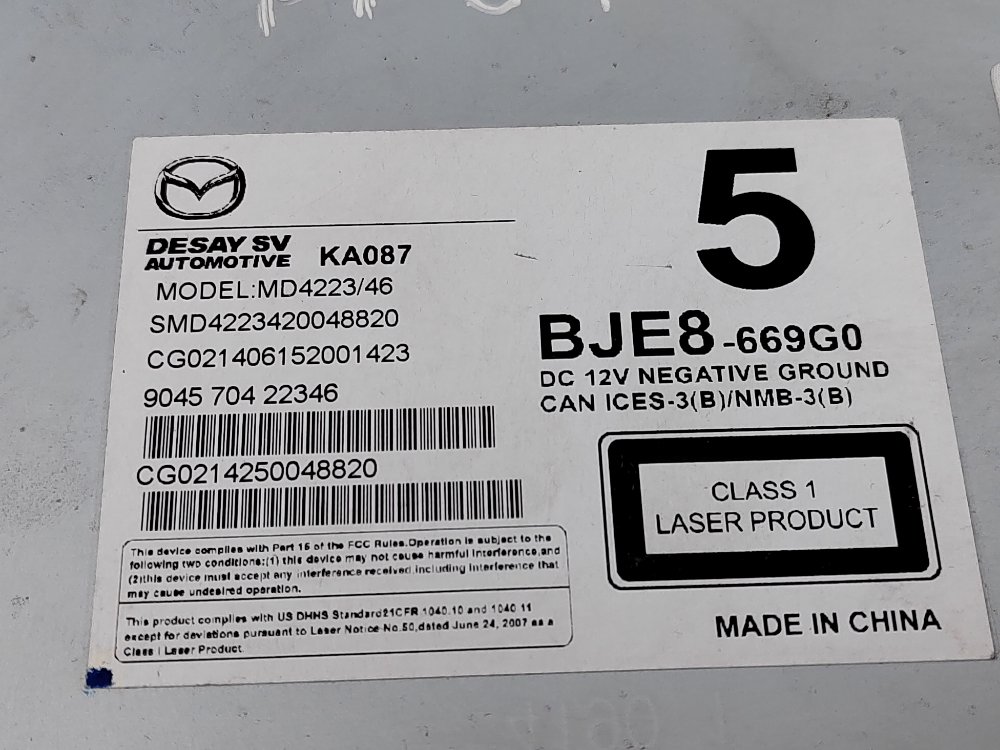 5
DESAY SV
AUTOMOTIVE KA087
MODEL:MD4223/46
SMD4223420048820
CG021406152001423
9045 704 22346
CG0214250048820
BJE8-669G0
DC 12V NEGATIVE GROUND
CAN ICES-3(B)/NMB-3(B)
CLASS 1
LASER PRODUCT
This device complies with Part 15 of the FCC Rules.Operation is subject to the
following two conditions:(1) this device may not cause harmful interference,and
(2)this device must accept any interference received,including interference that
may cause undesired operation.
This product complies with US DHHS Standard21CFR 1040.10 and 1040.11
except for deviations pursuant to Laser Notice No.50,dated June 24, 2007 as a
Class I Laser Product.
MADE IN CHINA